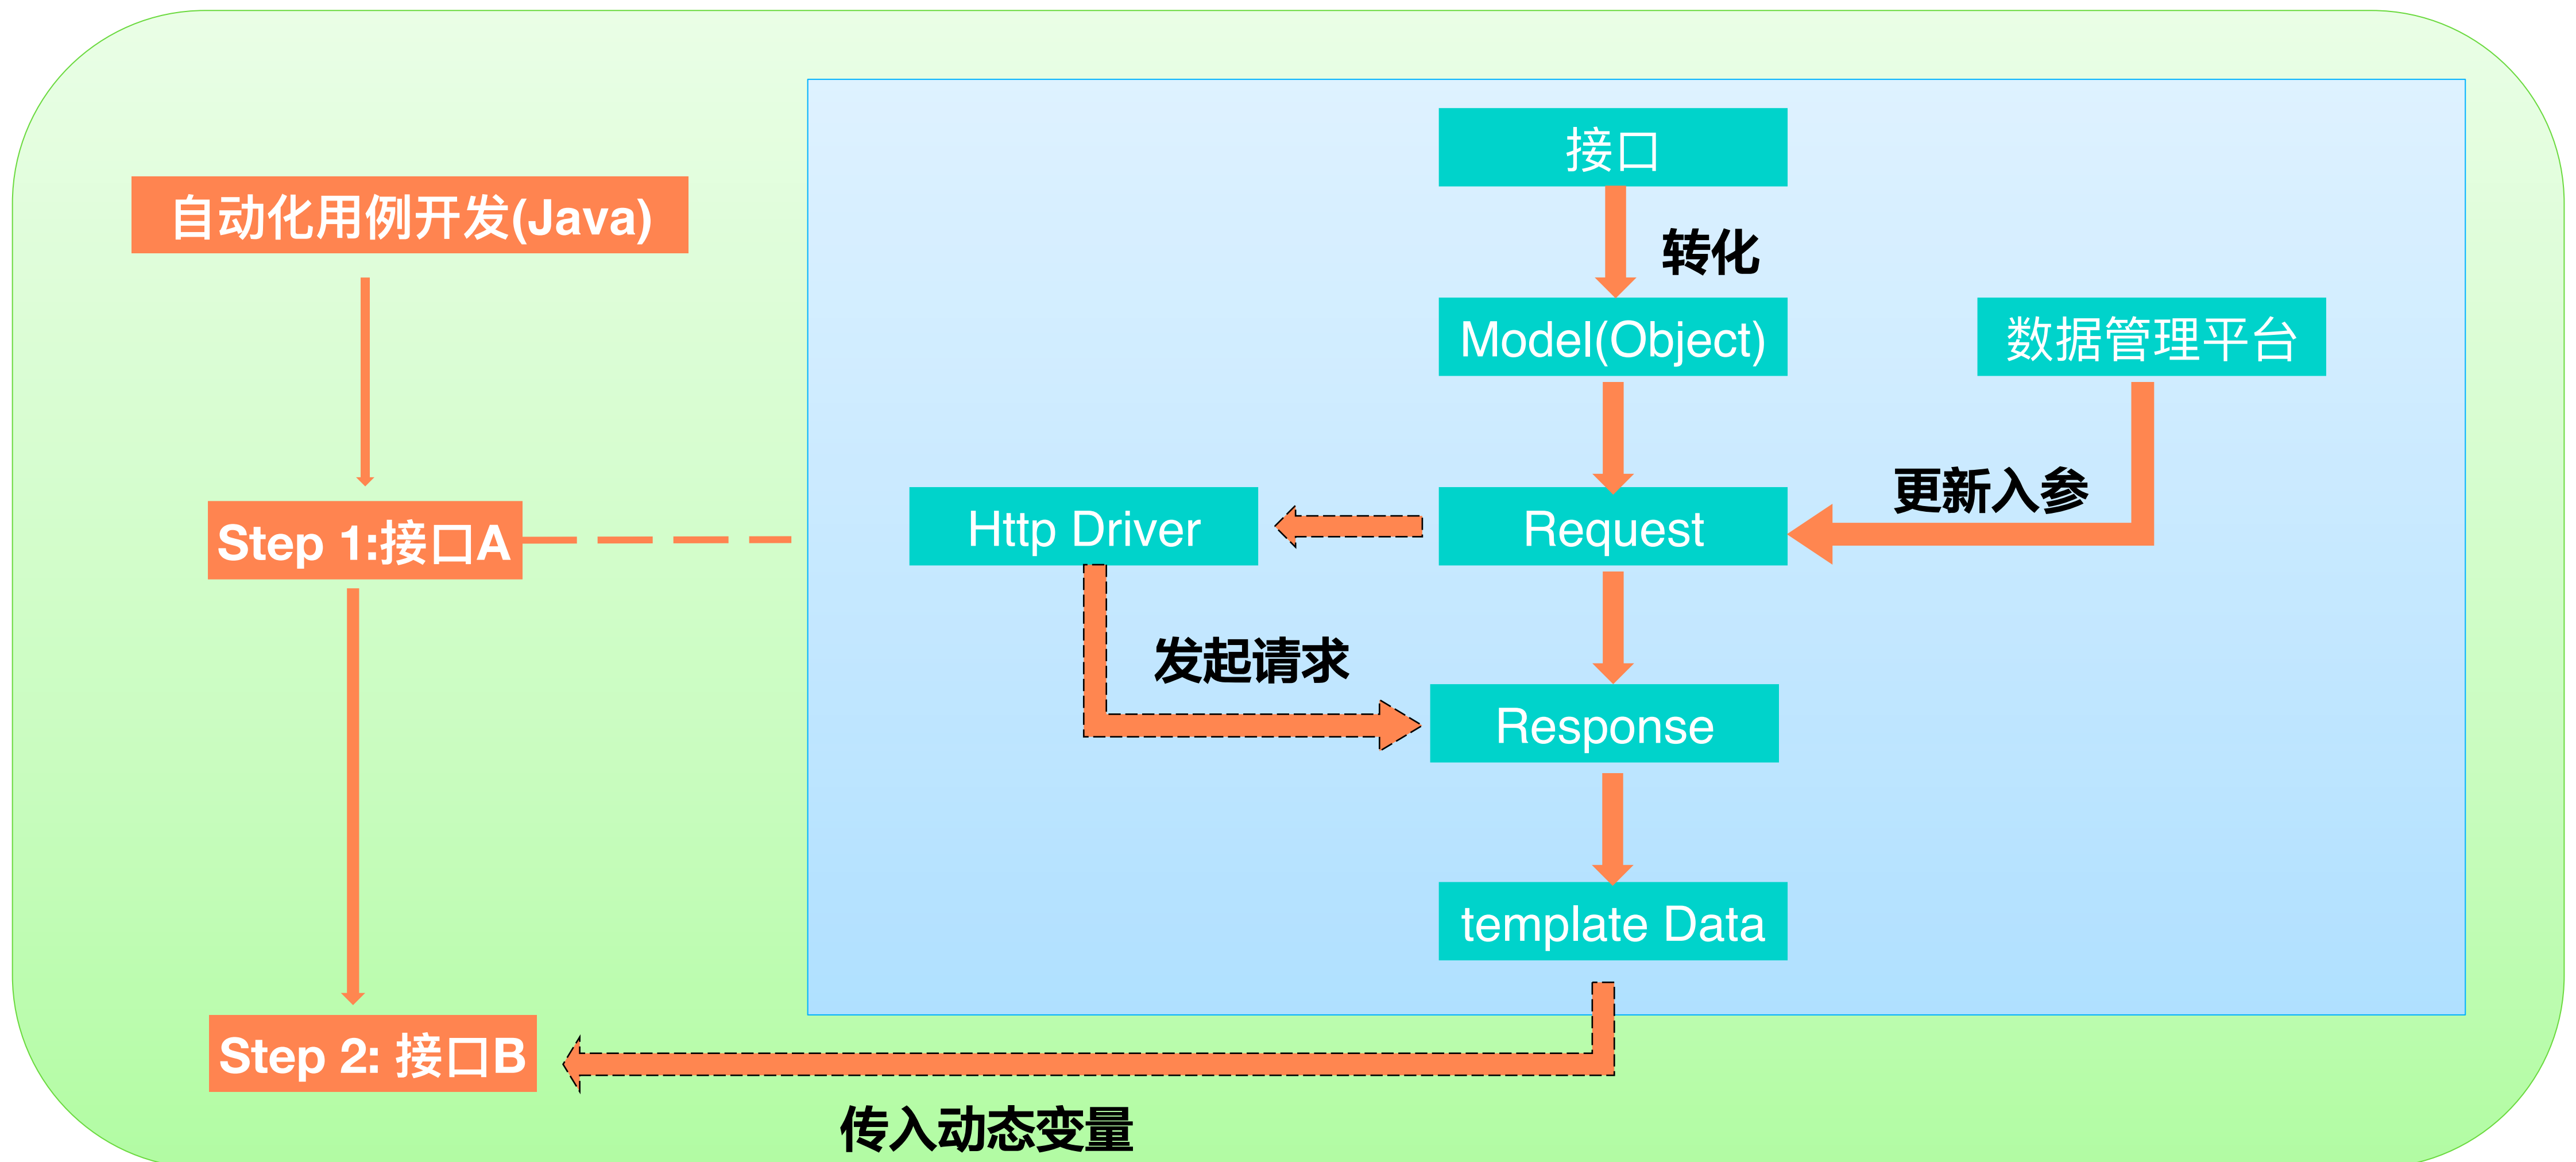 接口
自动化用例开发(Java)
转化
Model(Object)
数据管理平台
更新入参
Step 1:接口A
Http Driver
Request
发起请求
Response
template Data
Step 2: 接口B
传入动态变量